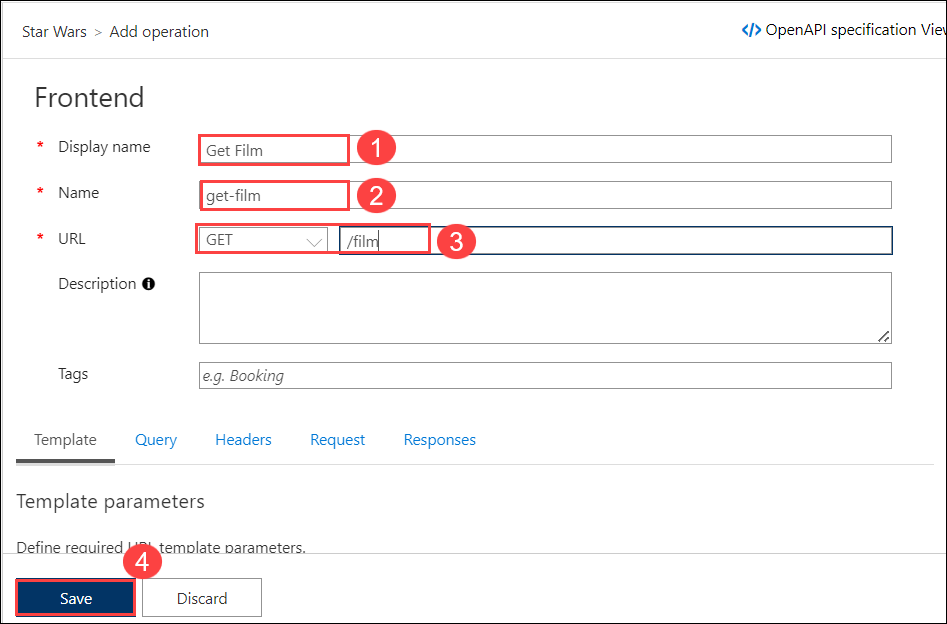 Star Wars > Add operation
</> OpenAPI specification View
Frontend
* Display name
Get Film
1
* Name
get-film
2
* URL
GET
/film
3
Description
Tags
e.g. Booking
Template Query Headers Request Responses
Template parameters
Define required URL template parameters.
4
Save
Discard